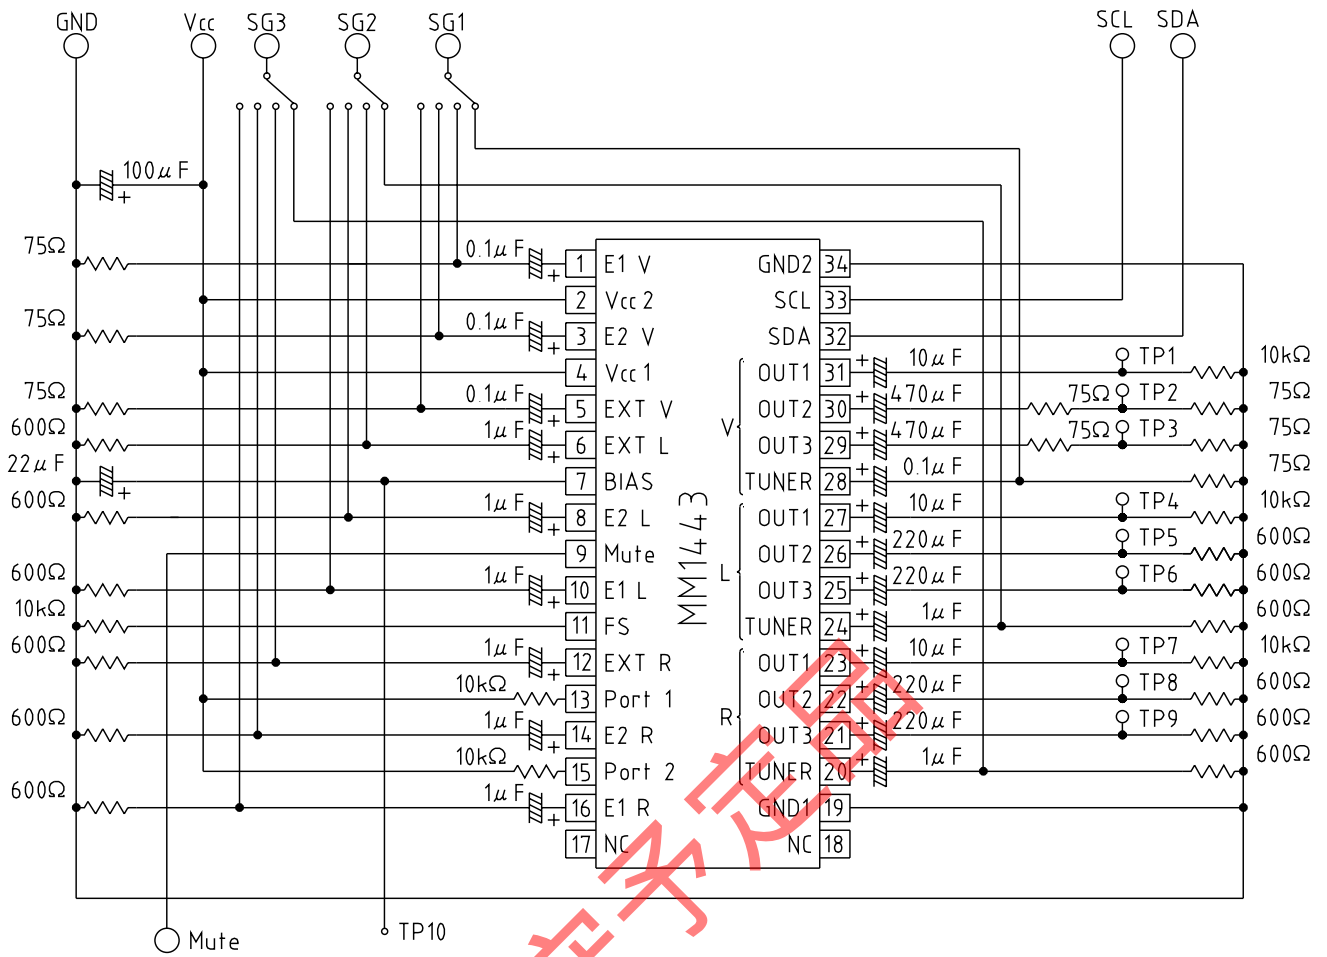 GND Vcc SG3 SG2 SG1 SCL SDA
100μF
+
75Ω 0.1μF + 1 E1 V GND2 34
2 Vcc2 SCL 33
75Ω 0.1μF + 3 E2 V SDA 32
4 Vcc1 OUT1 31 + 10μF TP1 10kΩ
75Ω 0.1μF + 5 EXT V OUT2 30 + 470μF 75Ω TP2 75Ω
600Ω 1μF + 6 EXT L V OUT3 29 + 470μF 75Ω TP3 75Ω
22μF + 7 BIAS TUNER 28 + 0.1μF 75Ω
600Ω 1μF + 8 E2 L OUT1 27 + 10μF TP4 10kΩ
9 Mute OUT2 26 + 220μF TP5 600Ω
600Ω 1μF + 10 E1 L L OUT3 25 + 220μF TP6 600Ω
10kΩ 11 FS TUNER 24 + 1μF 600Ω
MM1443
600Ω 1μF + 12 EXT R OUT1 23 + 10μF TP7 10kΩ
10kΩ 13 Port 1 OUT2 22 + 220μF TP8 600Ω
600Ω 1μF + 14 E2 R R OUT3 21 + 220μF TP9 600Ω
10kΩ 15 Port 2 TUNER 20 + 1μF 600Ω
600Ω 1μF + 16 E1 R GND1 19
17 NC NC 18
Mute TP10
予定品